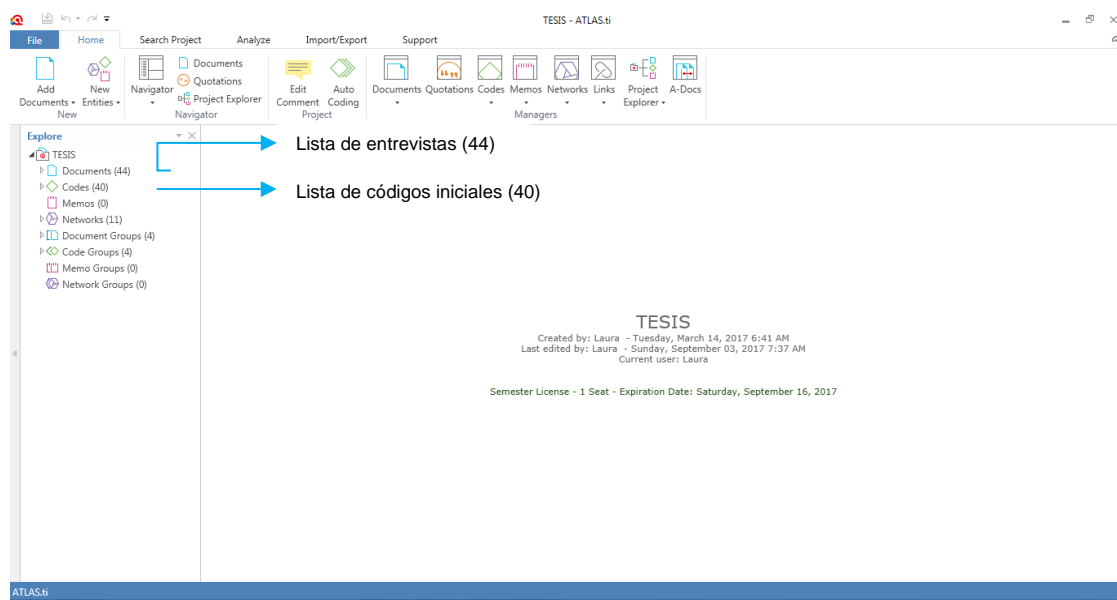 TESIS - ATLAS.ti
File Home Search Project Analyze Import/Export Support
Add Documents
New Entities
New
Navigator
Documents
Quotations
Project Explorer
Navigator
Edit Comment
Auto Coding
Project
Documents Quotations Codes Memos Networks Links Project Explorer A-Docs
Managers
Explore
TESIS
Documents (44)
Codes (40)
Memos (0)
Networks (11)
Document Groups (4)
Code Groups (4)
Memo Groups (0)
Network Groups (0)
Lista de entrevistas (44)
Lista de códigos iniciales (40)
TESIS
Created by: Laura - Tuesday, March 14, 2017 6:41 AM
Last edited by: Laura - Sunday, September 03, 2017 7:37 AM
Current user: Laura
Semester License - 1 Seat - Expiration Date: Saturday, September 16, 2017
ATLAS.ti